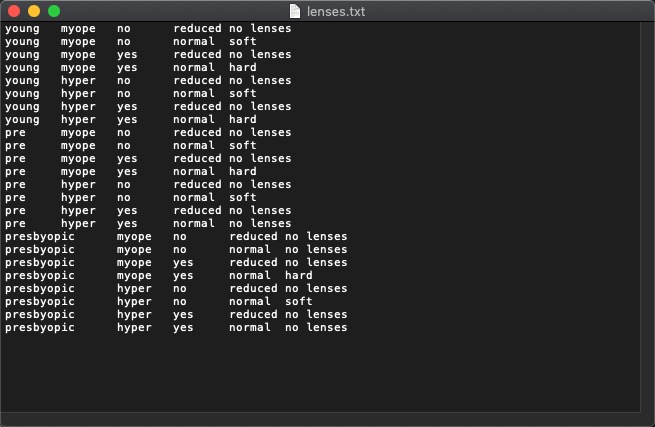 lenses.txt
young myope no reduced no lenses
young myope no normal soft
young myope yes reduced no lenses
young myope yes normal hard
young hyper no reduced no lenses
young hyper no normal soft
young hyper yes reduced no lenses
young hyper yes normal hard
pre myope no reduced no lenses
pre myope no normal soft
pre myope yes reduced no lenses
pre myope yes normal hard
pre hyper no reduced no lenses
pre hyper no normal soft
pre hyper yes reduced no lenses
pre hyper yes normal no lenses
presbyopic myope no reduced no lenses
presbyopic myope no normal no lenses
presbyopic myope yes reduced no lenses
presbyopic myope yes normal hard
presbyopic hyper no reduced no lenses
presbyopic hyper no normal soft
presbyopic hyper yes reduced no lenses
presbyopic hyper yes normal no lenses